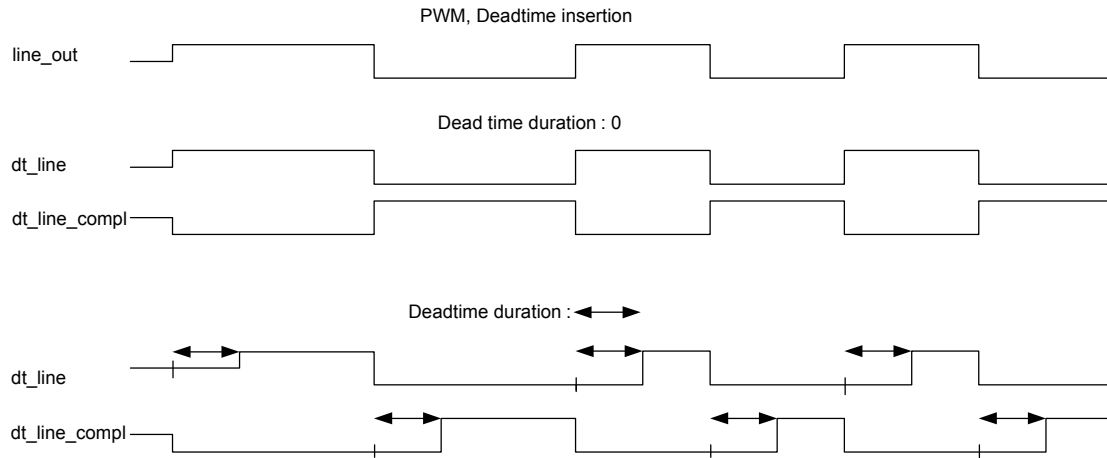 PWM, Deadtime insertion
line_out
Dead time duration : 0
dt_line
dt_line_compl
Deadtime duration :
dt_line
dt_line_compl